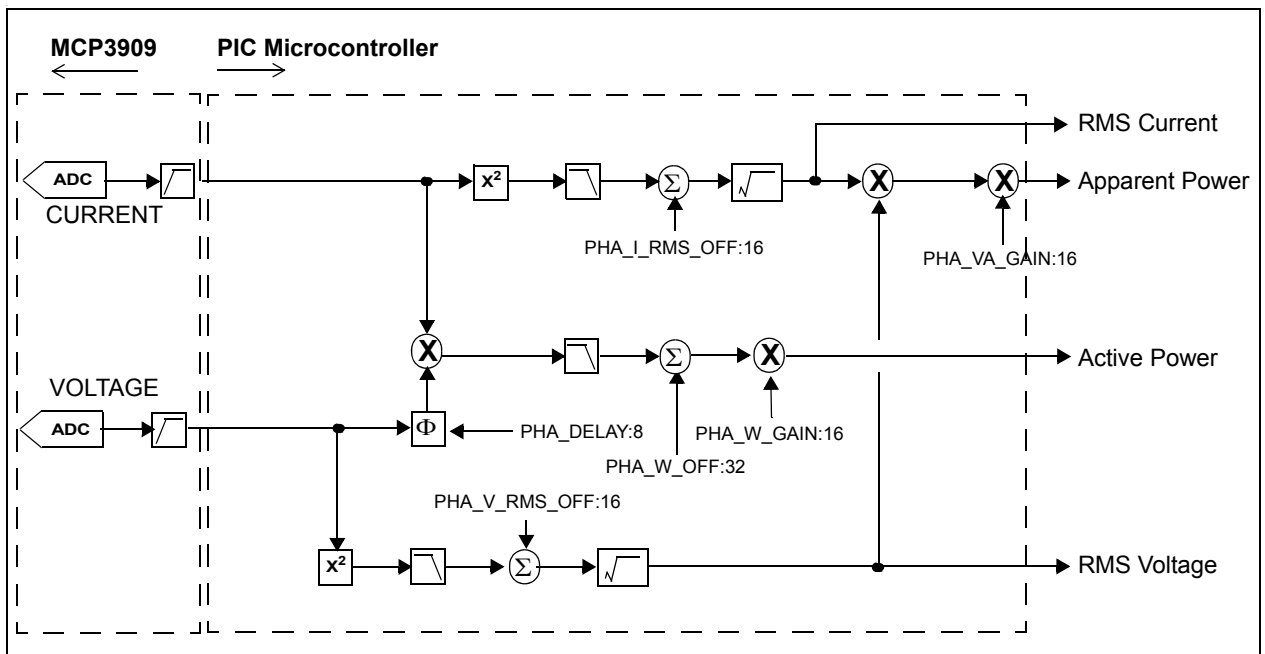 MCP3909
PIC Microcontroller
RMS Current
ADC
x²
Σ
√
X
X
Apparent Power
CURRENT
PHA_I_RMS_OFF:16
PHA_VA_GAIN:16
X
Σ
X
Active Power
VOLTAGE
ADC
Φ
PHA_DELAY:8
PHA_W_GAIN:16
PHA_W_OFF:32
PHA_V_RMS_OFF:16
x²
Σ
√
RMS Voltage